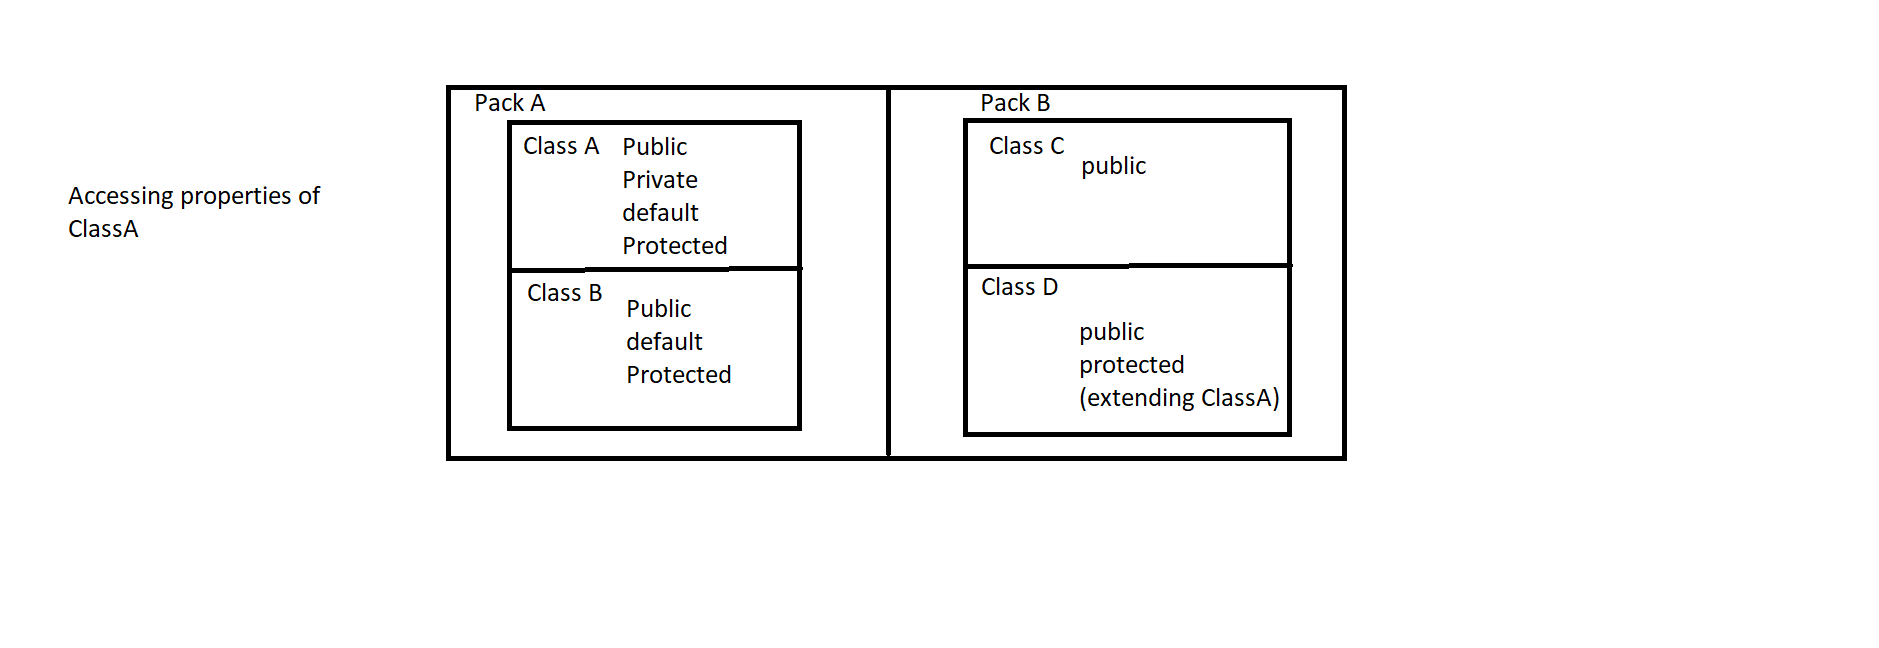 Accessing properties of
ClassA
Pack A
Class A
Public
Private
default
Protected
Class B
Public
default
Protected
Pack B
Class C
public
Class D
public
protected
(extending ClassA)